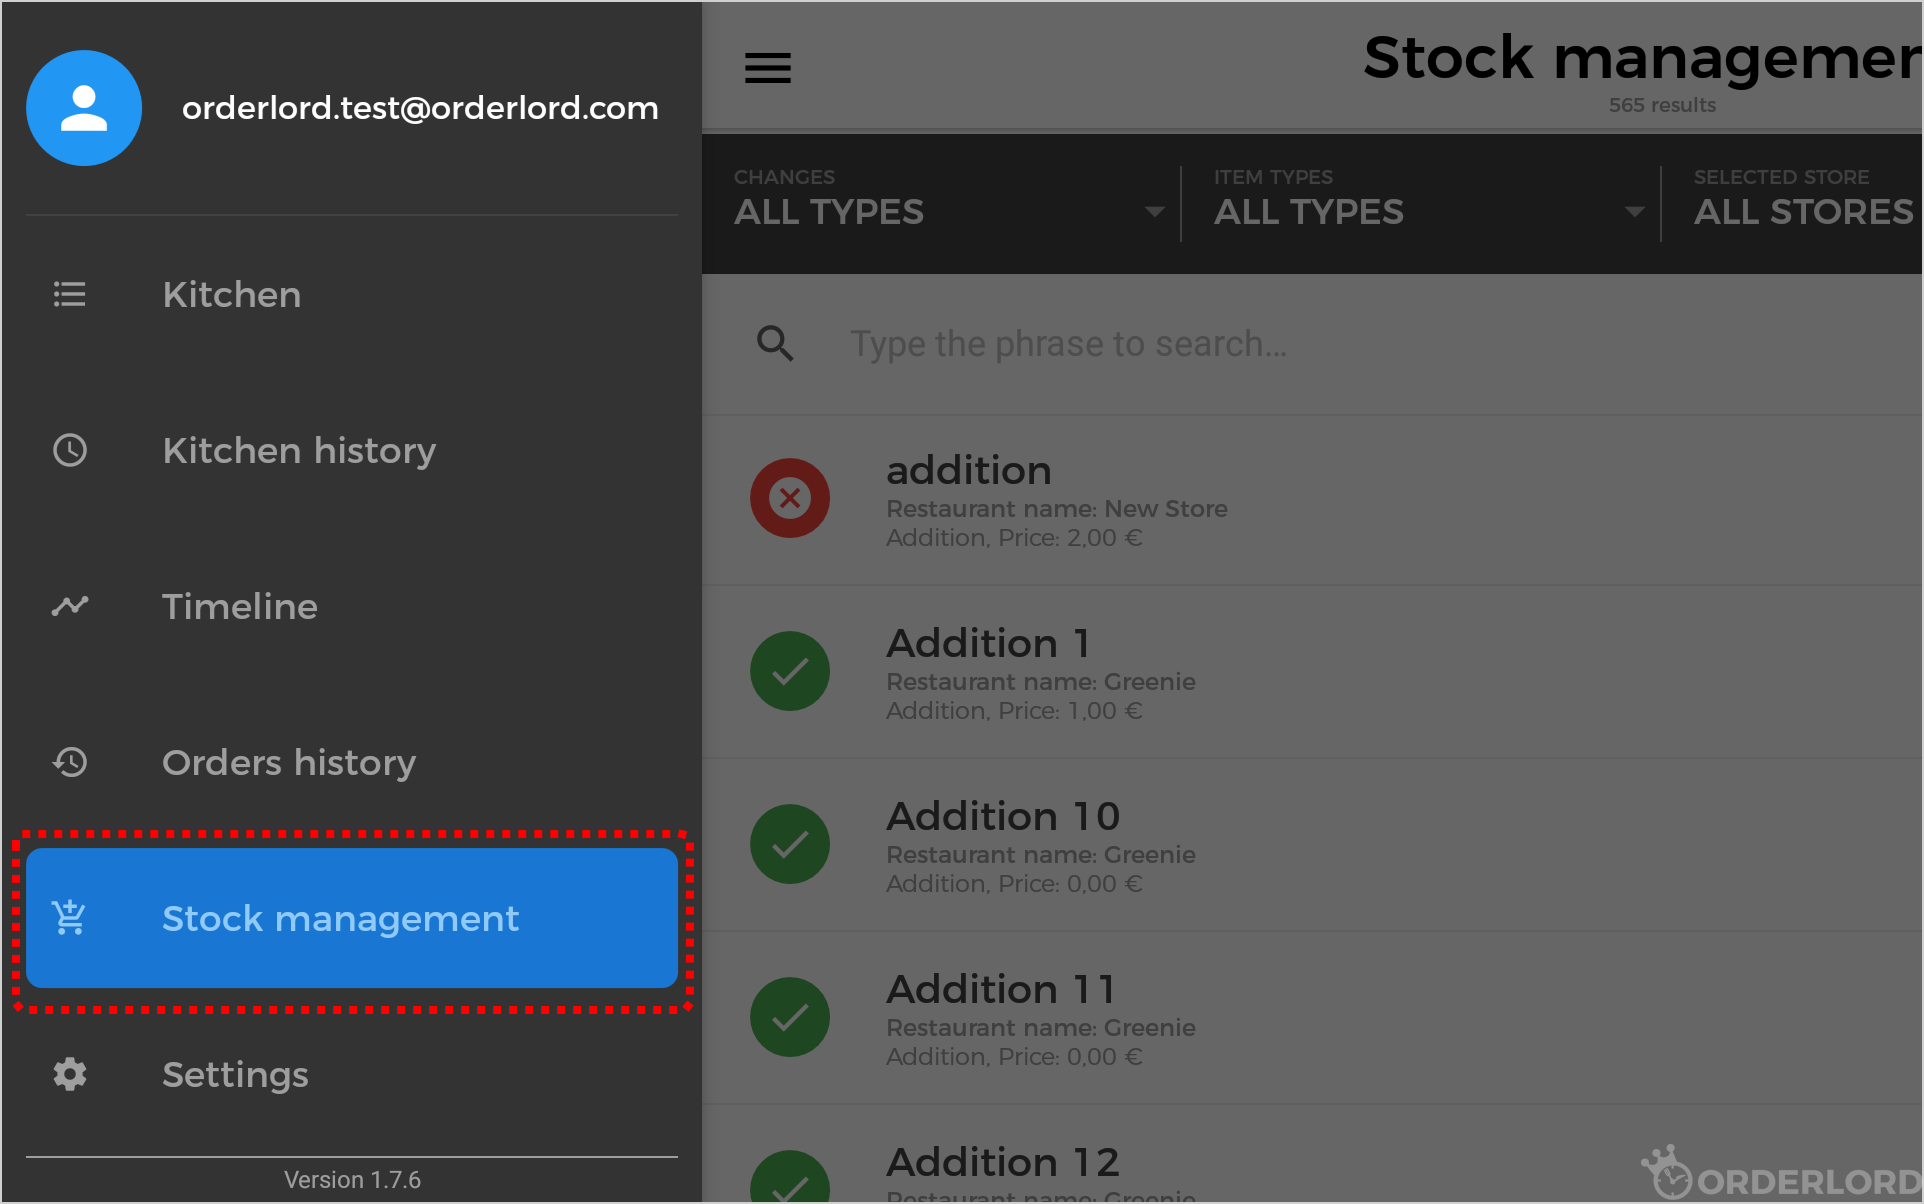 orderlord.test@orderlord.com
Kitchen
Kitchen history
Timeline
Orders history
Stock management
Settings
Version 1.7.6
Stock managemen
565 results
CHANGES
ALL TYPES
ITEM TYPES
ALL TYPES
SELECTED STORE
ALL STORES
Type the phrase to search...
addition
Restaurant name: New Store
Addition, Price: 2,00 €
Addition 1
Restaurant name: Greenie
Addition, Price: 1,00 €
Addition 10
Restaurant name: Greenie
Addition, Price: 0,00 €
Addition 11
Restaurant name: Greenie
Addition, Price: 0,00 €
Addition 12
Restaurant name: Greenie
ORDERLORD